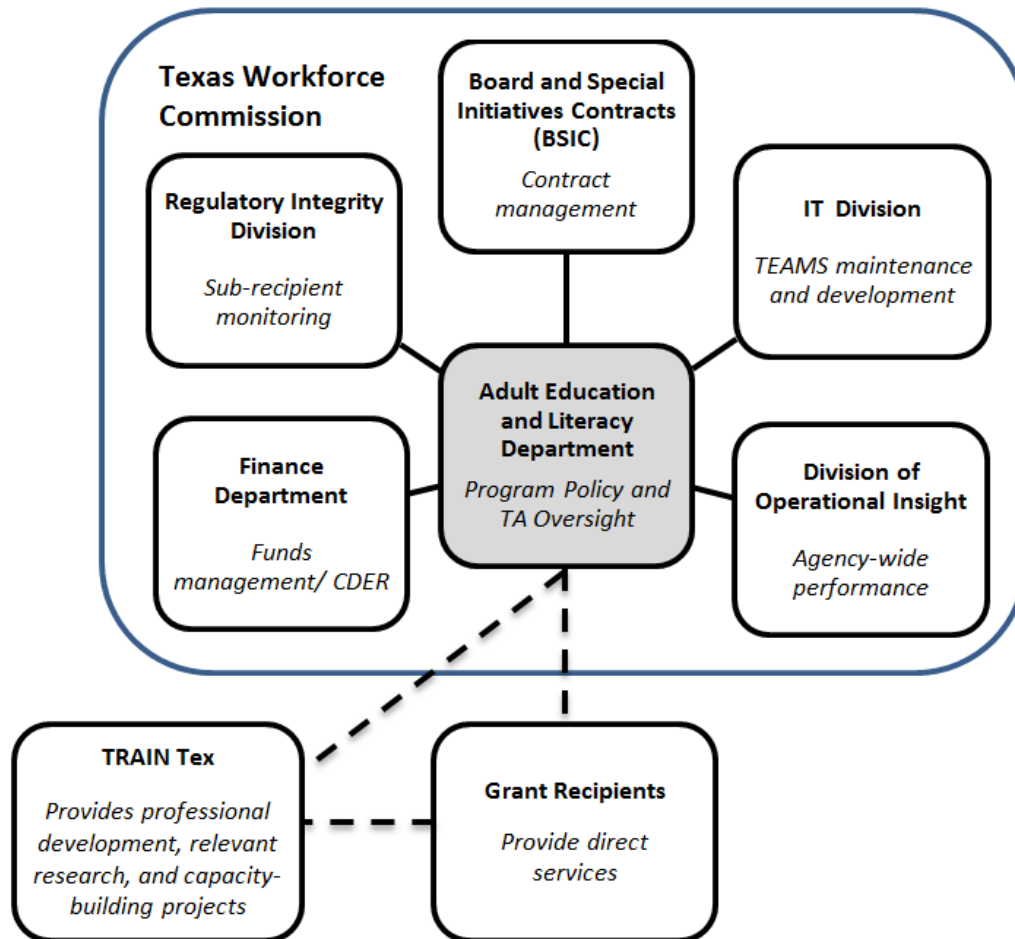 Texas Workforce
Commission
Board and Special
Initiatives Contracts
(BSIC)
Contract
management
Regulatory Integrity
Division
Sub-recipient
monitoring
IT Division
TEAMS maintenance
and development
Adult Education
and Literacy
Department
Program Policy and
TA Oversight
Finance
Department
Funds
management/ CDER
Division of
Operational Insight
Agency-wide
performance
TRAIN Tex
Provides professional
development, relevant
research, and capacity-
building projects
Grant Recipients
Provide direct
services